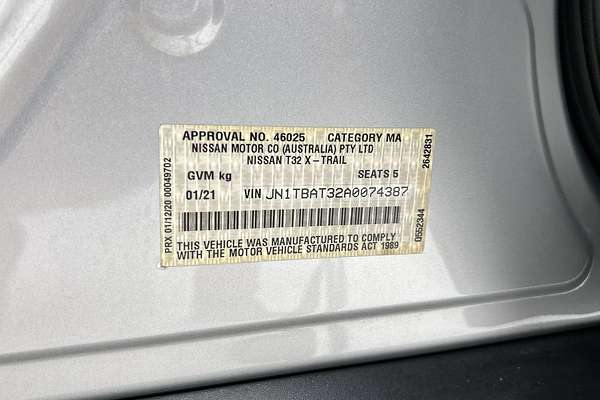 APPROVAL NO. 46025 CATEGORY MA
NISSAN MOTOR CO (AUSTRALIA) PTY LTD
NISSAN T32 X-TRAIL
GVM kg SEATS 5
01/21 VIN JN1TBAT32A0074387
THIS VEHICLE WAS MANUFACTURED TO COMPLY
WITH THE MOTOR VEHICLE STANDARDS ACT 1989
PRX 01/12/20 00049702
2642831
0552344